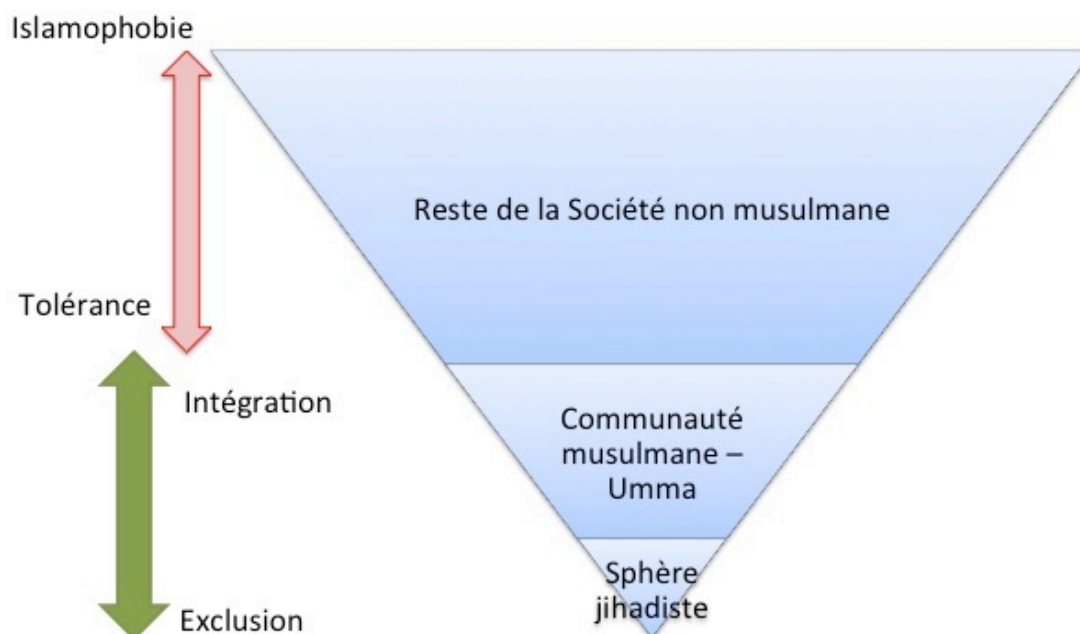 Islamophobie
Reste de la Société non musulmane
Tolérance
Intégration
Communauté
musulmane –
Umma
Sphère
jihadiste
Exclusion